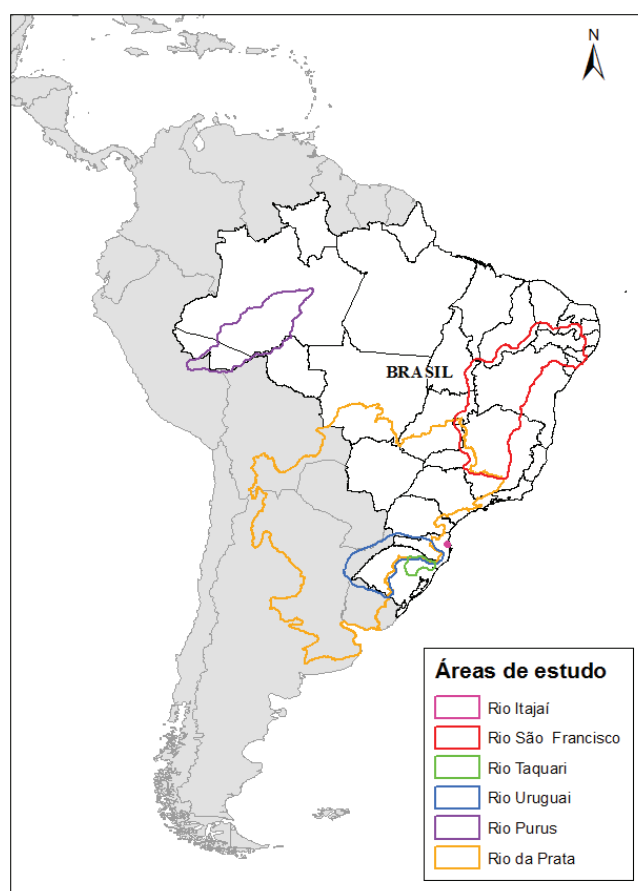 N
BRASIL
Áreas de estudo
Rio Itajaí
Rio São Francisco
Rio Taquari
Rio Uruguai
Rio Purus
Rio da Prata